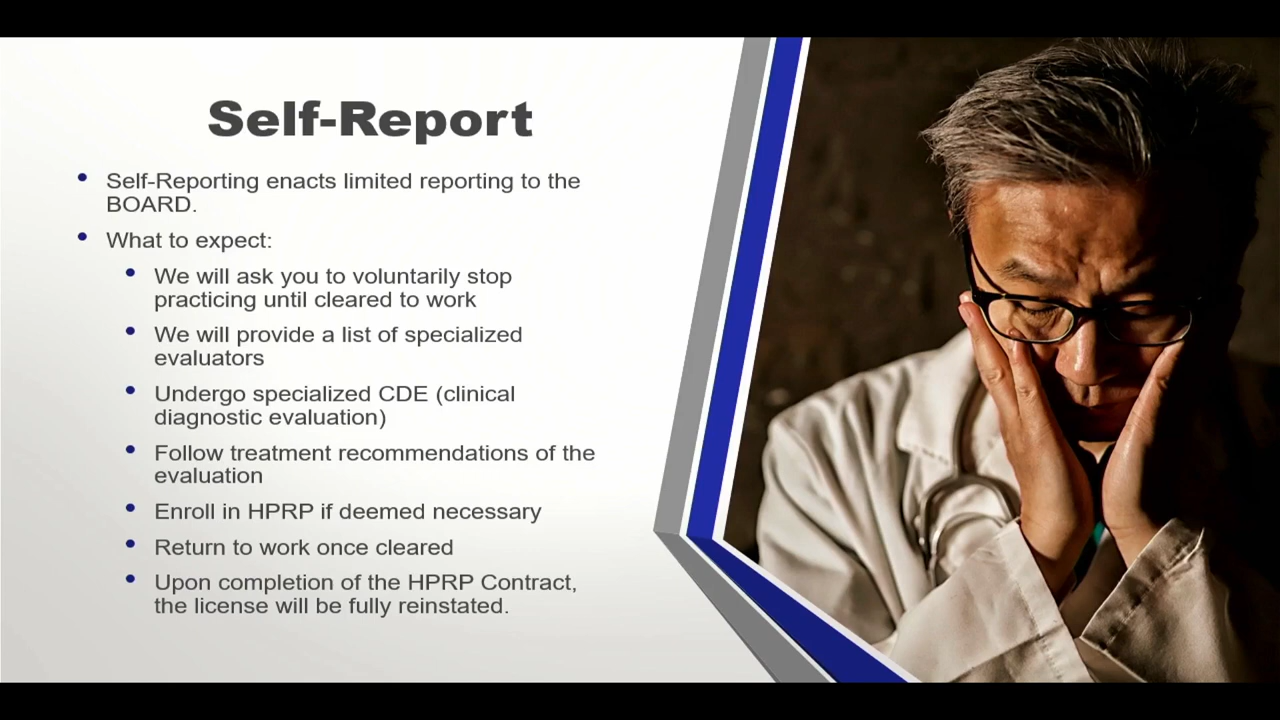 Self-Report
Self-Reporting enacts limited reporting to the
BOARD.
What to expect:
We will ask you to voluntarily stop
practicing until cleared to work
We will provide a list of specialized
evaluators
Undergo specialized CDE (clinical
diagnostic evaluation)
Follow treatment recommendations of the
evaluation
Enroll in HPRP if deemed necessary
Return to work once cleared
Upon completion of the HPRP Contract,
the license will be fully reinstated.